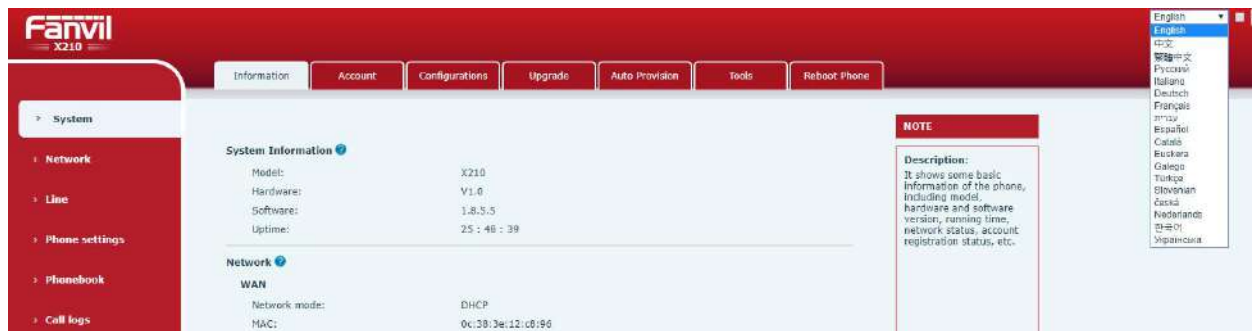 Fanvil
X210
English
English
中文
繁體中文
Русский
Italiano
Deutsch
Français
עברית
Español
Català
Euskera
Galego
Türkçe
Slovenian
česká
Nederlands
한국어
Українська
Information Account Configurations Upgrade Auto Provision Tools Reboot Phone
› System
› Network
› Line
› Phone settings
› Phonebook
› Call logs
System Information
Model: X210
Hardware: V1.0
Software: 1.8.5.5
Uptime: 25 : 46 : 39
Network
WAN
Network mode: DHCP
MAC: 0c:38:3e:12:c8:96
NOTE
Description:
It shows some basic
information of the phone,
including model,
hardware and software
version, running time,
network status, account
registration status, etc.